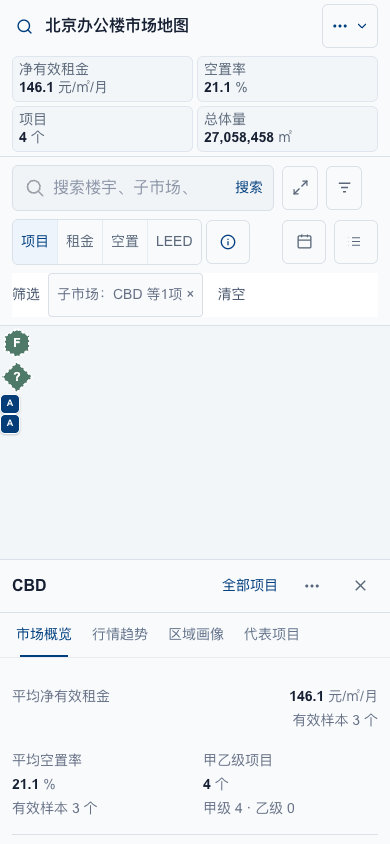 北京办公楼市场地图
净有效租金
146.1 元/㎡/月
空置率
21.1 %
项目
4 个
总体量
27,058,458 ㎡
搜索楼宇、子市场、
搜索
项目
租金
空置
LEED
筛选
子市场：CBD 等1项 ×
清空
F
?
A
A
CBD
全部项目
市场概览
行情趋势
区域画像
代表项目
平均净有效租金
146.1 元/㎡/月
有效样本 3 个
平均空置率
21.1 %
有效样本 3 个
甲乙级项目
4 个
甲级 4 · 乙级 0